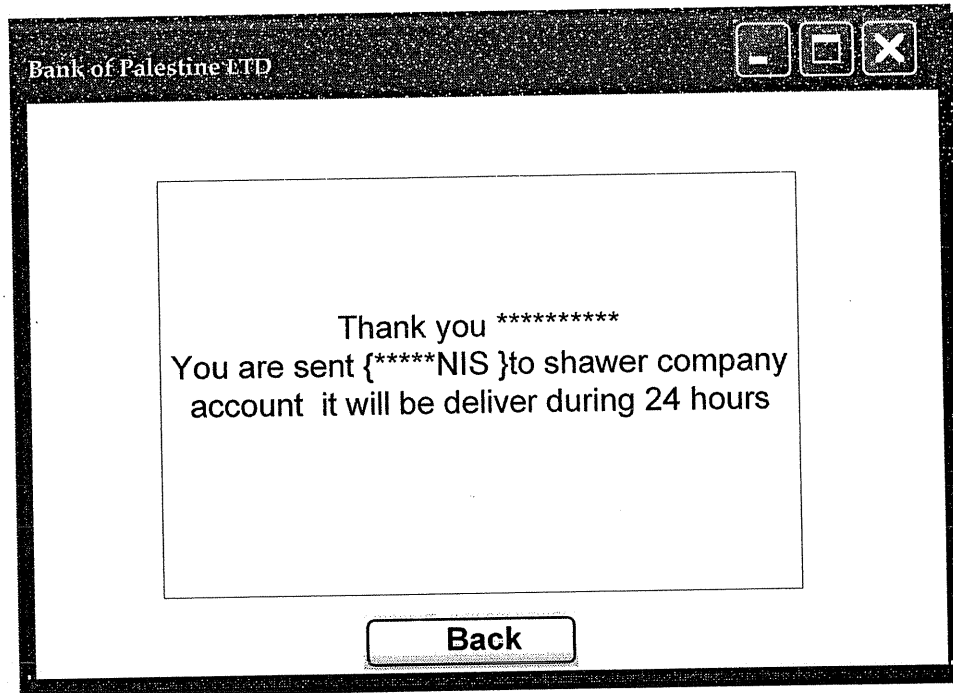 Bank of Palestine LTD
Thank you **********
You are sent {*****NIS }to shawer company
account it will be deliver during 24 hours
Back